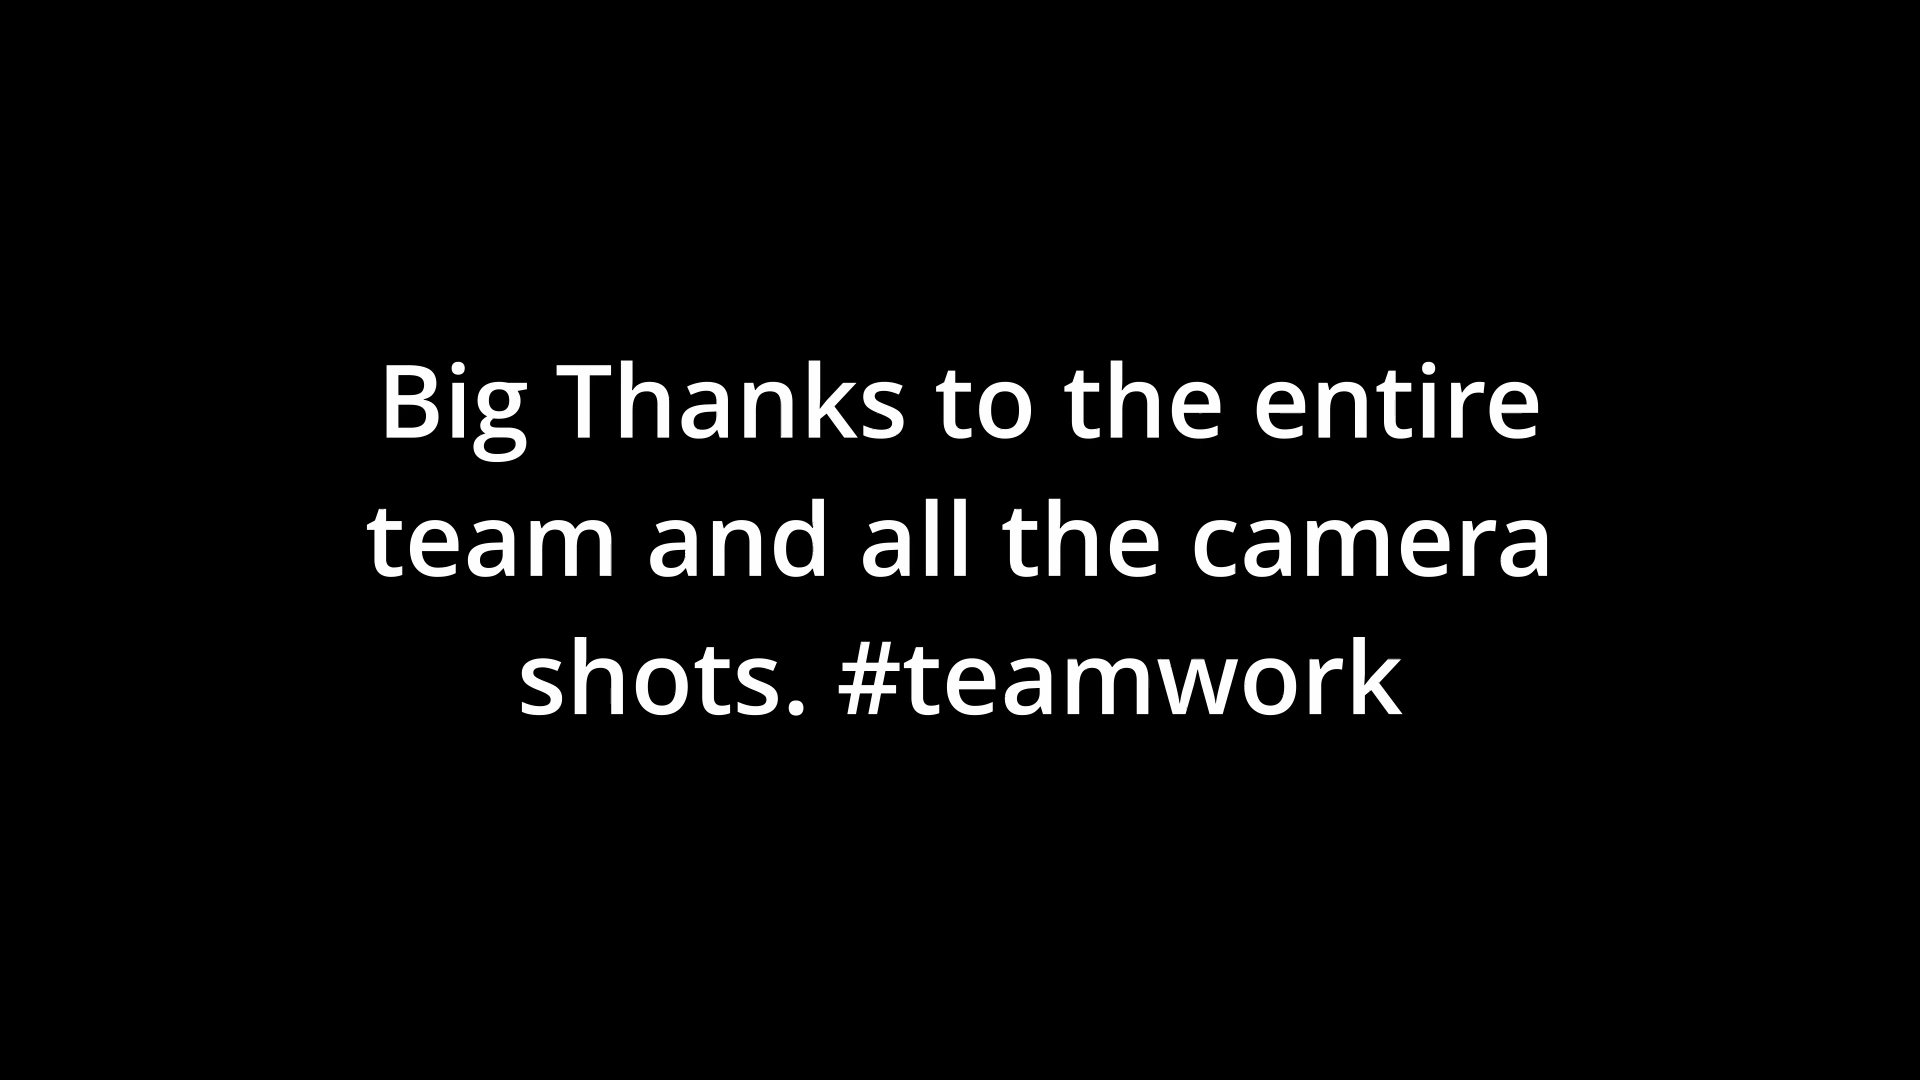 Big Thanks to the entire
team and all the camera
shots. #teamwork